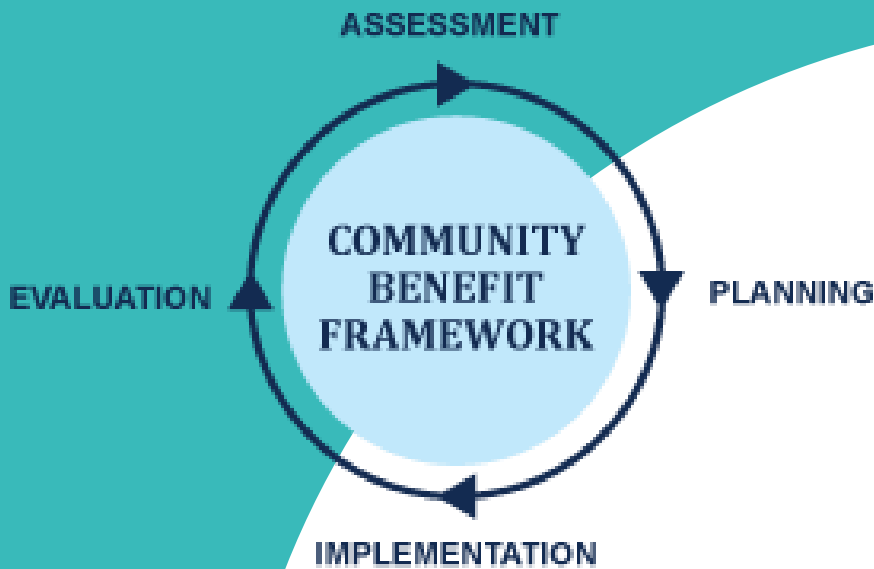 ASSESSMENT
COMMUNITY
BENEFIT
FRAMEWORK
EVALUATION
PLANNING
IMPLEMENTATION